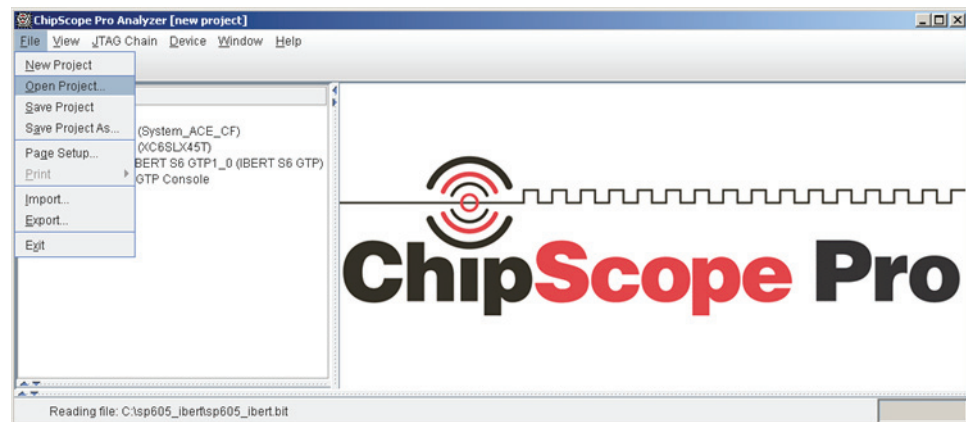 ChipScope Pro Analyzer [new project]
File View JTAG Chain Device Window Help
New Project
Open Project...
Save Project
Save Project As...
(System_ACE_CF)
(XC6SLX45T)
Page Setup...
BERT S6 GTP1_0 (IBERT S6 GTP)
Print
GTP Console
Import...
Export...
Exit
ChipScope Pro
Reading file: C:\sp605_ibert\sp605_ibert.bit